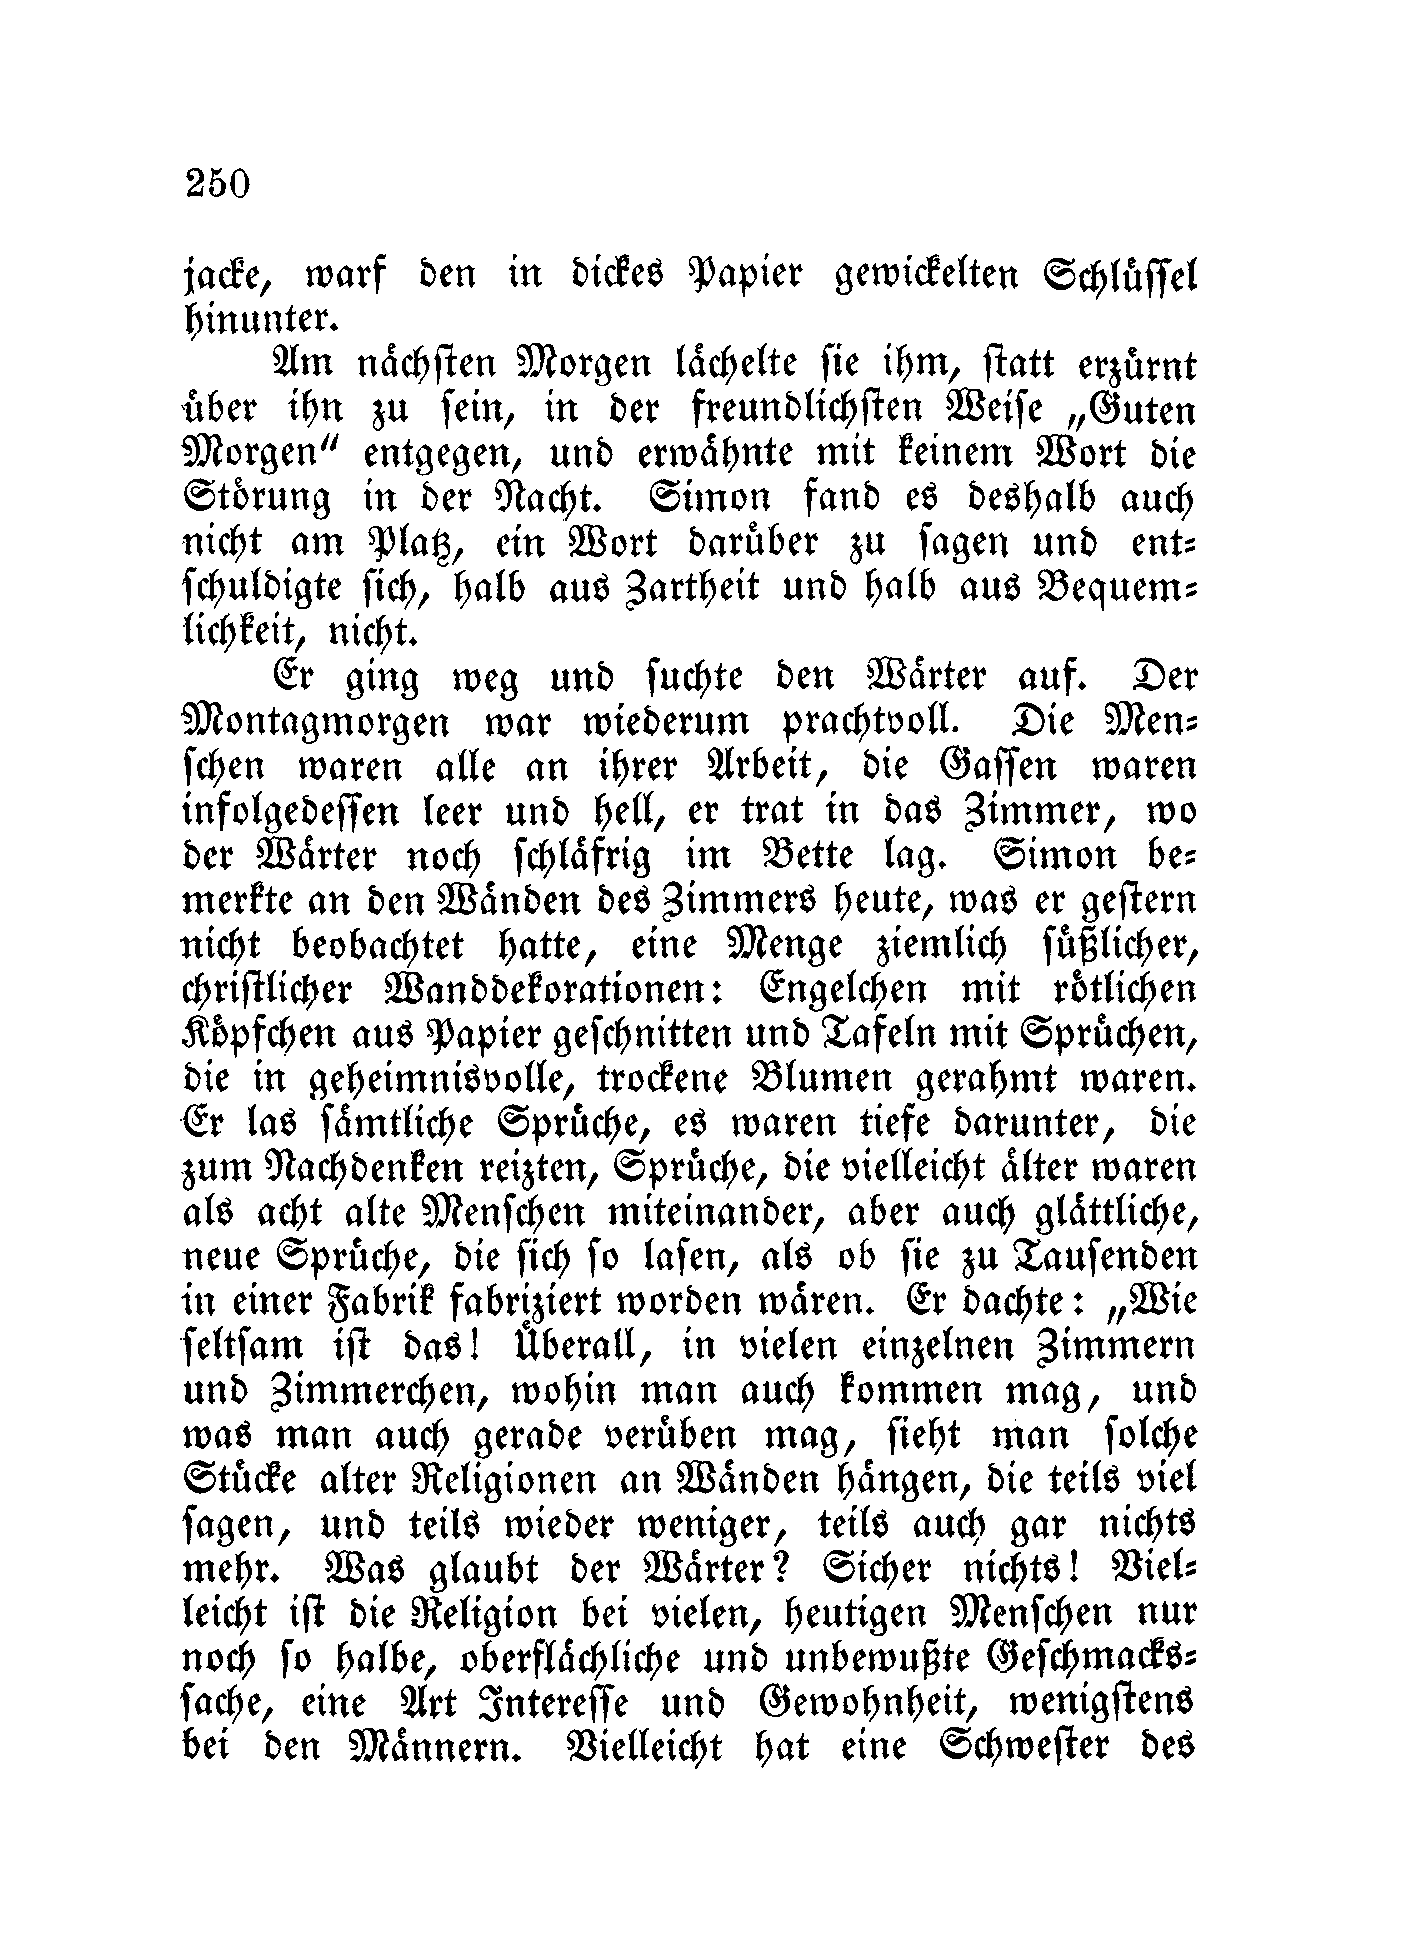 250
jacke, warf den in dickes Papier gewickelten Schlüssel
hinunter.
Am nächsten Morgen lächelte sie ihm, statt erzürnt
über ihn zu sein, in der freundlichsten Weise „Guten
Morgen“ entgegen, und erwähnte mit keinem Wort die
Störung in der Nacht. Simon fand es deshalb auch
nicht am Platz, ein Wort darüber zu sagen und ent-
schuldigte sich, halb aus Zartheit und halb aus Bequem-
lichkeit, nicht.
Er ging weg und suchte den Wärter auf. Der
Montagmorgen war wiederum prachtvoll. Die Men-
schen waren alle an ihrer Arbeit, die Gassen waren
infolgedessen leer und hell, er trat in das Zimmer, wo
der Wärter noch schläfrig im Bette lag. Simon be-
merkte an den Wänden des Zimmers heute, was er gestern
nicht beobachtet hatte, eine Menge ziemlich süßlicher,
christlicher Wanddekorationen: Engelchen mit rötlichen
Köpfchen aus Papier geschnitten und Tafeln mit Sprüchen,
die in geheimnisvolle, trockene Blumen gerahmt waren.
Er las sämtliche Sprüche, es waren tiefe darunter, die
zum Nachdenken reizten, Sprüche, die vielleicht älter waren
als acht alte Menschen miteinander, aber auch glättliche,
neue Sprüche, die sich so lasen, als ob sie zu Tausenden
in einer Fabrik fabriziert worden wären. Er dachte: „Wie
seltsam ist das! Überall, in vielen einzelnen Zimmern
und Zimmerchen, wohin man auch kommen mag, und
was man auch gerade verüben mag, sieht man solche
Stücke alter Religionen an Wänden hängen, die teils viel
sagen, und teils wieder weniger, teils auch gar nichts
mehr. Was glaubt der Wärter? Sicher nichts! Viel-
leicht ist die Religion bei vielen, heutigen Menschen nur
noch so halbe, oberflächliche und unbewußte Geschmacks-
sache, eine Art Interesse und Gewohnheit, wenigstens
bei den Männern. Vielleicht hat eine Schwester des